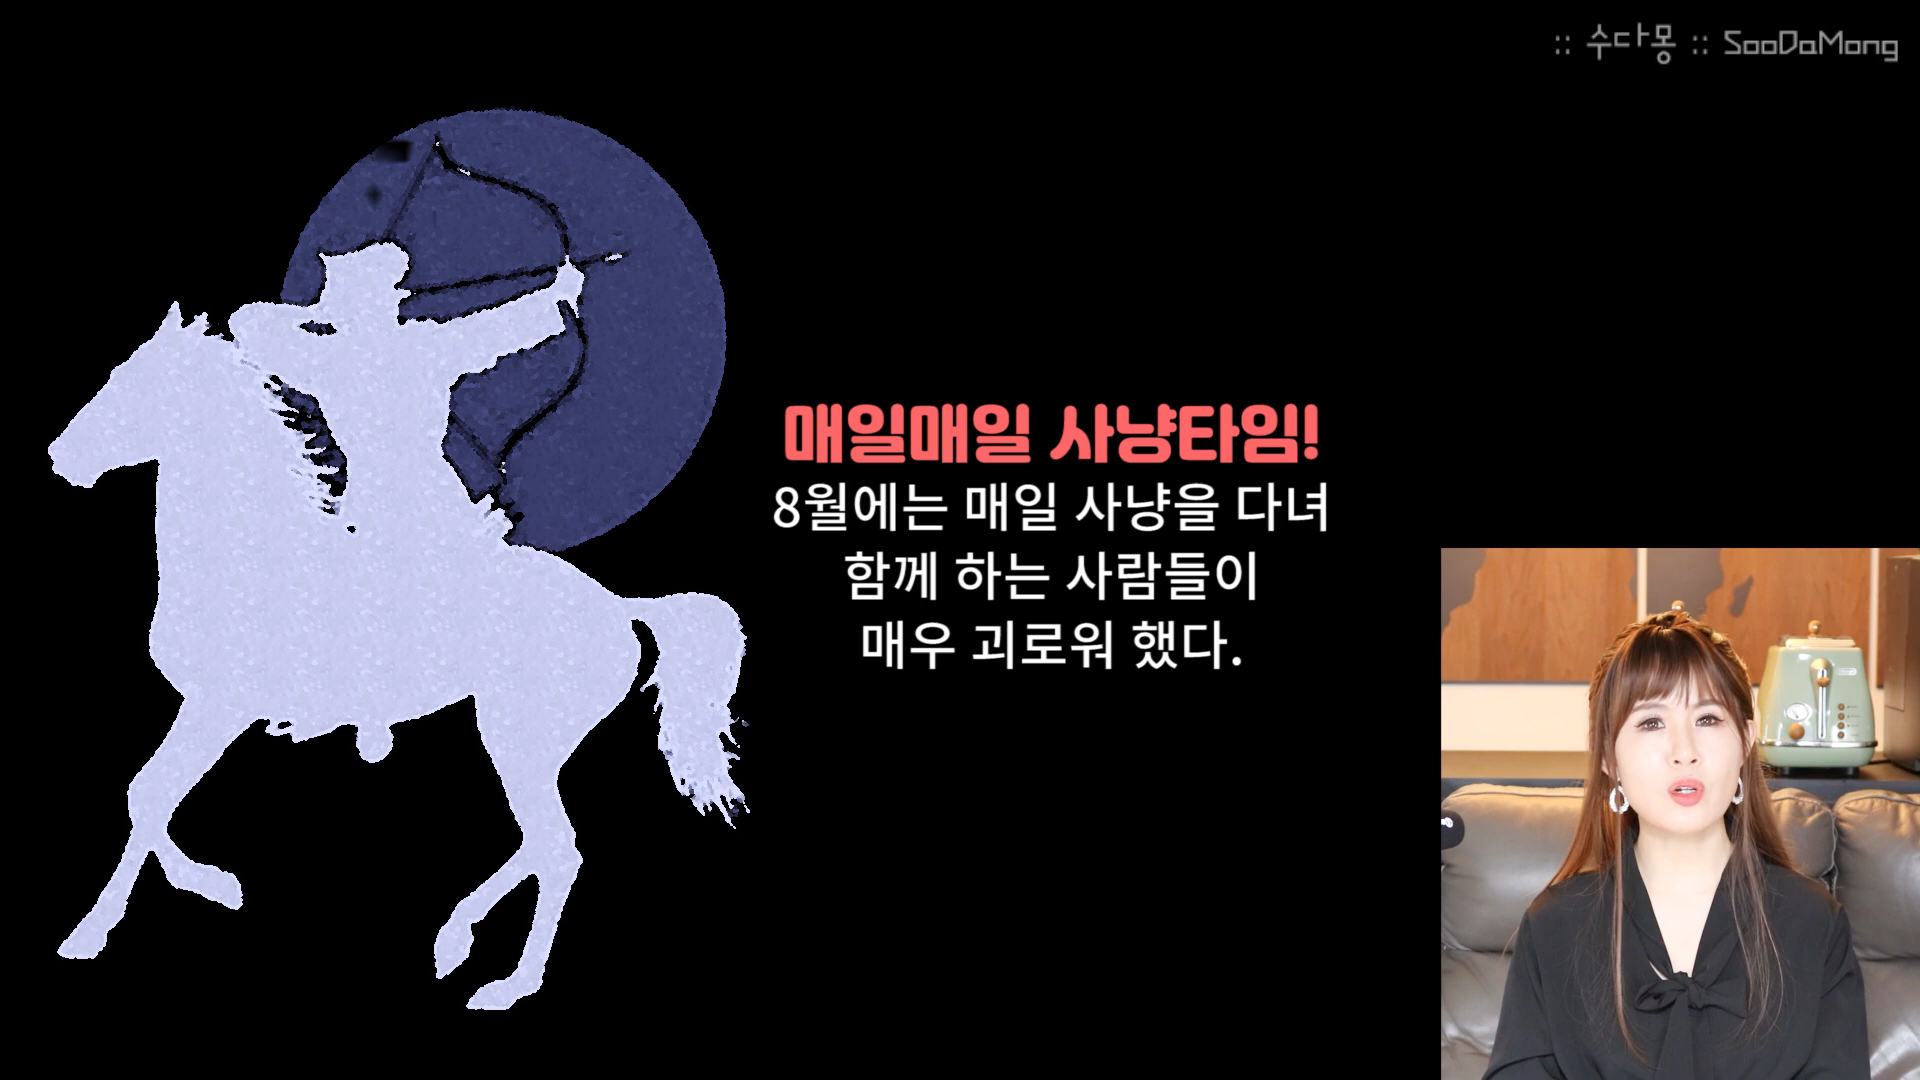 :: 수다몽 :: SooDaMong
매일매일 사냥타임!
8월에는 매일 사냥을 다녀
함께 하는 사람들이
매우 괴로워 했다.